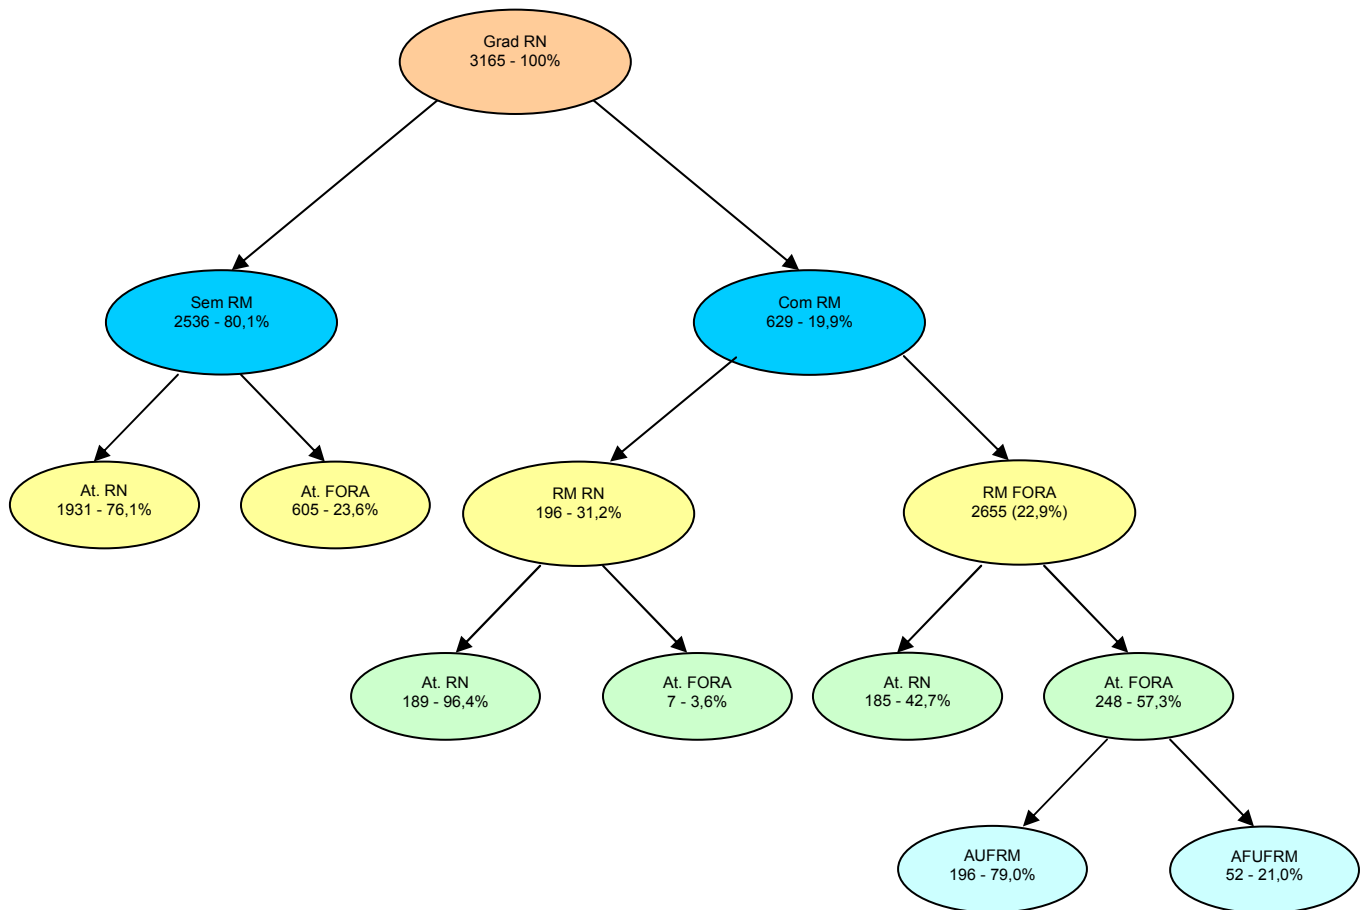 Grad RN
3165 - 100%
Sem RM
2536 - 80,1%
Com RM
629 - 19,9%
At. RN
1931 - 76,1%
At. FORA
605 - 23,6%
RM RN
196 - 31,2%
RM FORA
2655 (22,9%)
At. RN
189 - 96,4%
At. FORA
7 - 3,6%
At. RN
185 - 42,7%
At. FORA
248 - 57,3%
AUFRM
196 - 79,0%
AFUFRM
52 - 21,0%